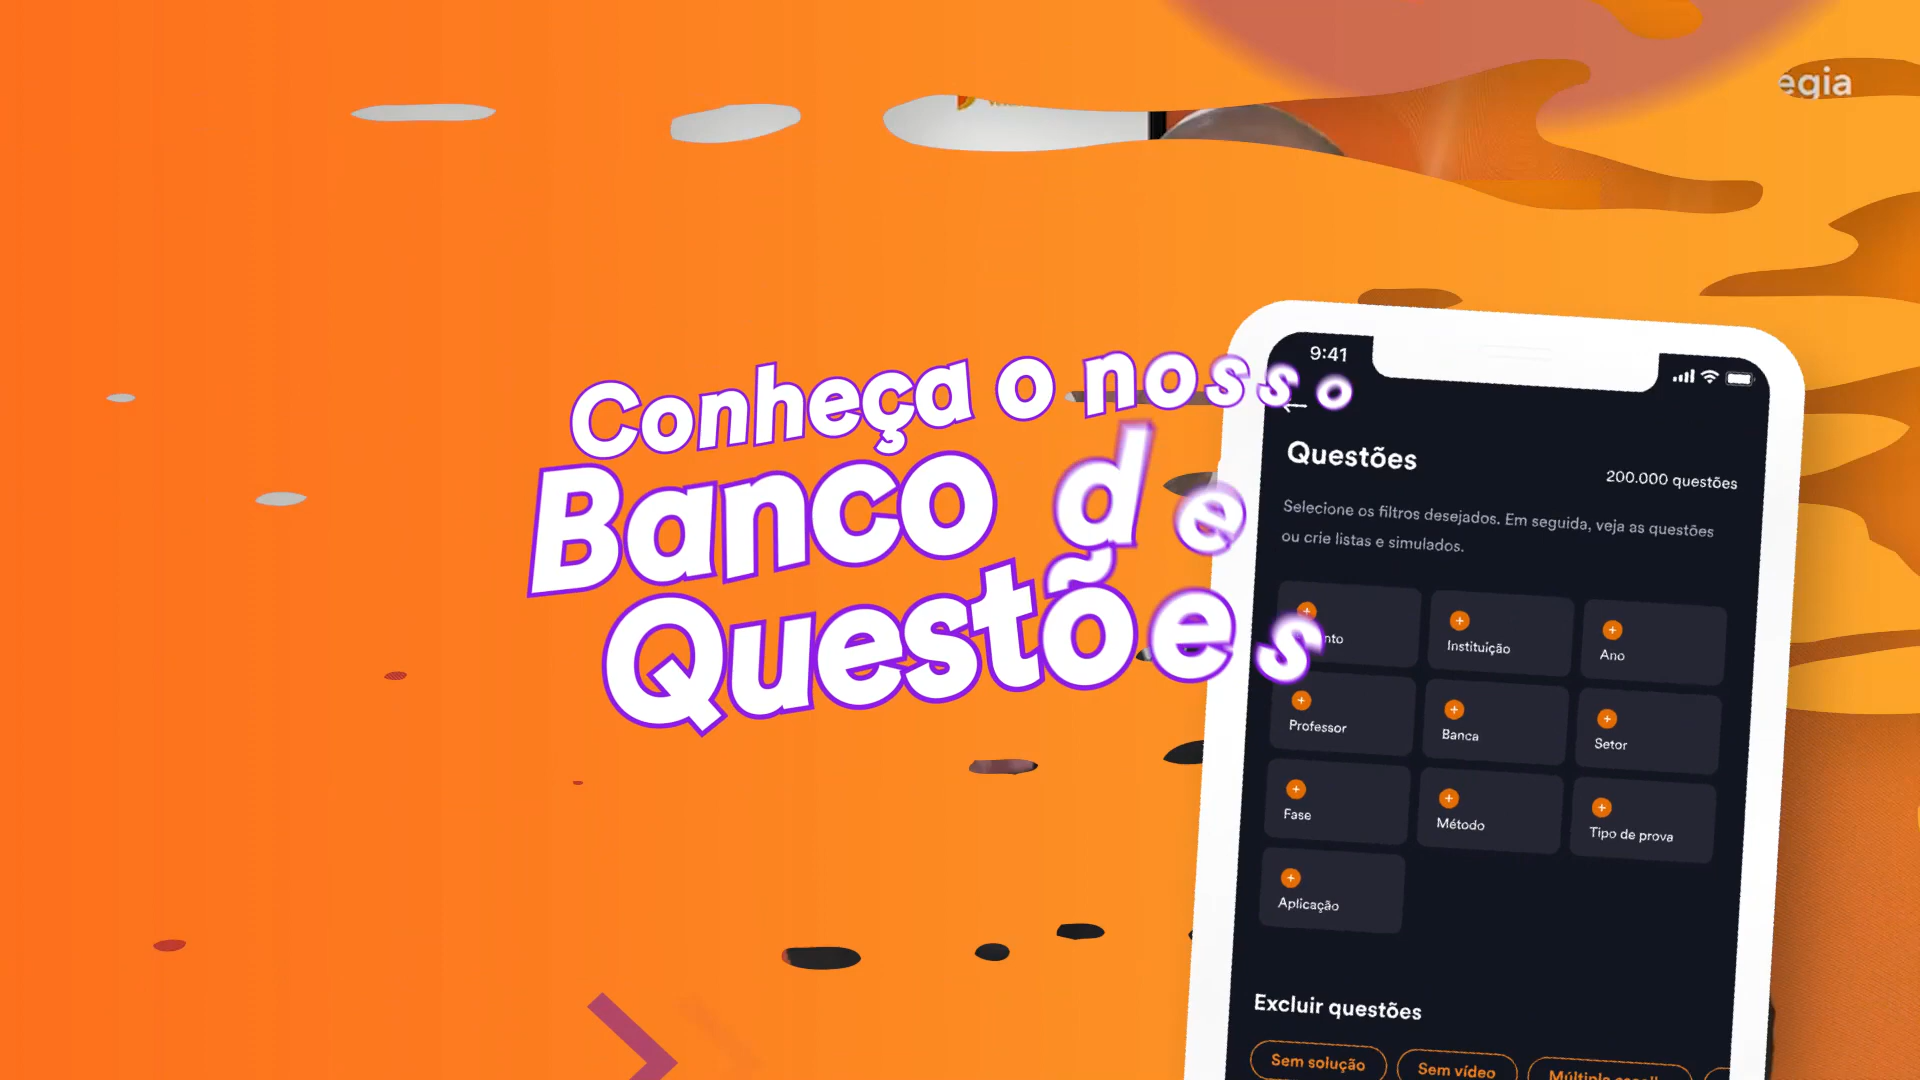 egia
Conheça o nosso
Banco de
Questões
9:41
Questões
200.000 questões
Selecione os filtros desejados. Em seguida, veja as questões
ou crie listas e simulados.
Instituição
Ano
Professor
Banca
Setor
Fase
Método
Tipo de prova
Aplicação
Excluir questões
Sem solução
Sem vídeo
Múltipla